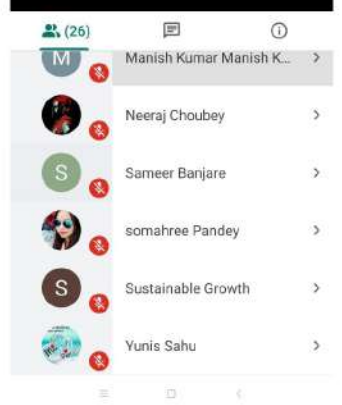 (26)
M Manish Kumar Manish K...
Neeraj Choubey
S Sameer Banjare
somahree Pandey
S Sustainable Growth
Yunis Sahu